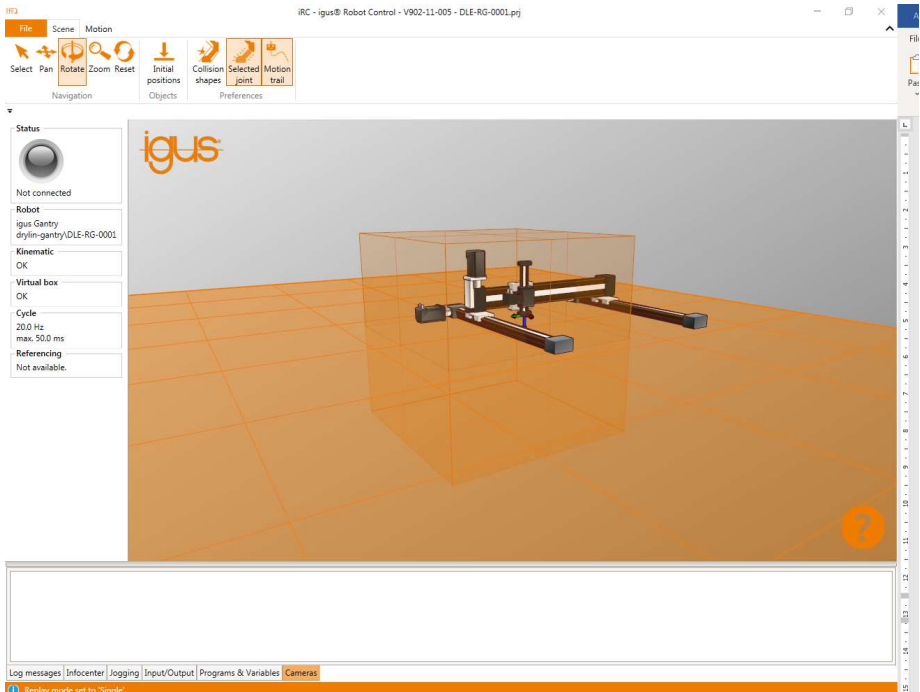 iRC - igus® Robot Control - V902-11-005 - DLE-RG-0001.prj
File Scene Motion
Select Pan Rotate Zoom Reset Initial positions Collision shapes Selected joint Motion trail
Navigation Objects Preferences
igus®
Status
Not connected
Robot
igus Gantry
drylin-gantry\DLE-RG-0001
Kinematic
OK
Virtual box
OK
Cycle
20.0 Hz
max. 50.0 ms
Referencing
Not available.
?
Log messages Infocenter Jogging Input/Output Programs & Variables Cameras
Replay mode set to 'Single'